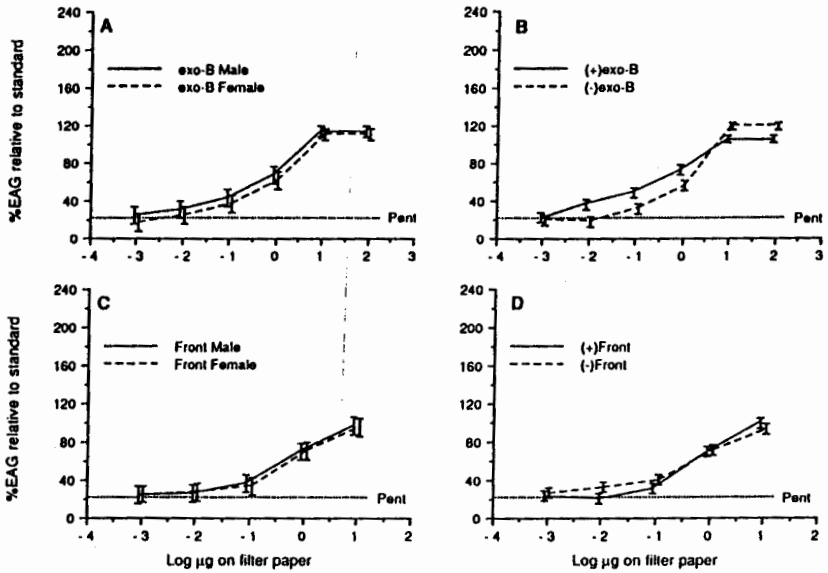 A
%EAG relative to standard
240
200
160
120
80
40
0
exo-B Male
exo-B Female
Pent
-4 -3 -2 -1 0 1 2 3
B
240
200
160
120
80
40
0
(+)exo-B
(-)exo-B
Pent
-4 -3 -2 -1 0 1 2 3
C
%EAG relative to standard
240
200
160
120
80
40
0
Front Male
Front Female
Pent
-4 -3 -2 -1 0 1 2
Log µg on filter paper
D
240
200
160
120
80
40
0
(+)Front
(-)Front
Pent
-4 -3 -2 -1 0 1 2
Log µg on filter paper